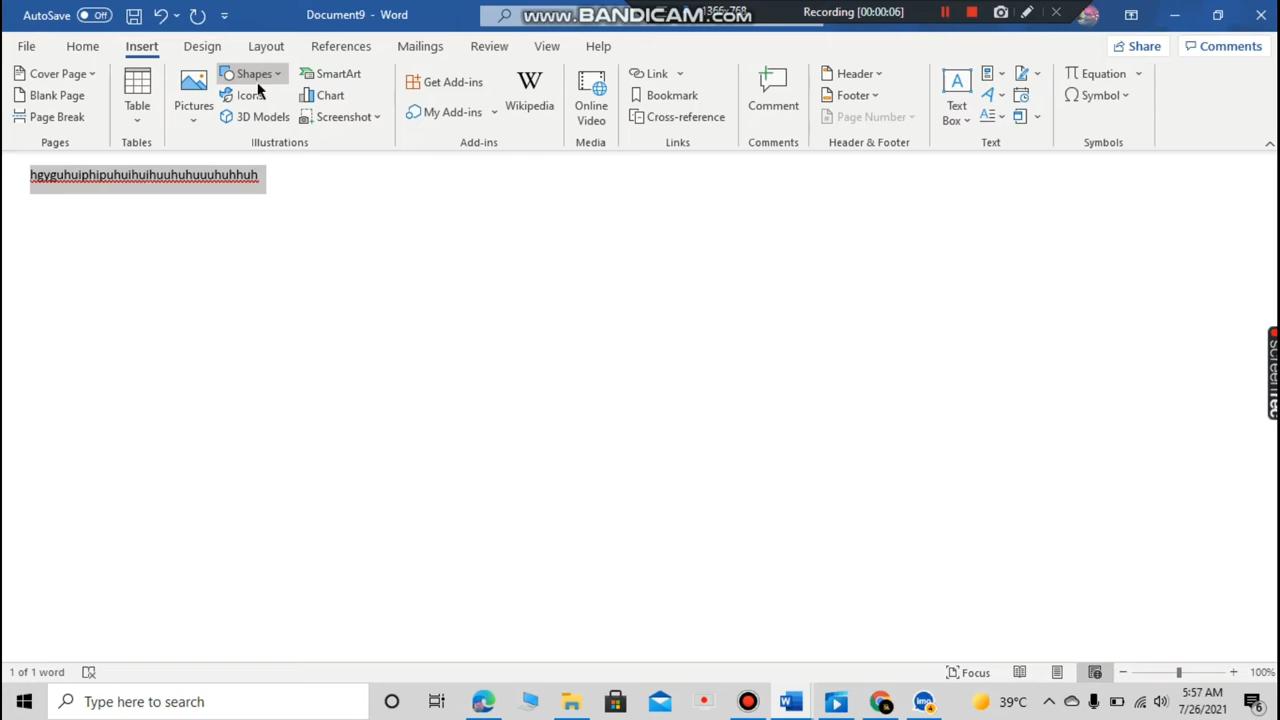 AutoSave Off Document9 - Word www.BANDICAM.com 1366x768 Recording [00:00:06]
File Home Insert Design Layout References Mailings Review View Help Share Comments
Cover Page
Blank Page
Page Break
Pages
Table
Tables
Pictures
Shapes
Icons
3D Models
SmartArt
Chart
Screenshot
Illustrations
Get Add-ins
My Add-ins
W
Wikipedia
Add-ins
Online
Video
Media
Link
Bookmark
Cross-reference
Links
Comment
Comments
Header
Footer
Page Number
Header & Footer
A
Text
Box
Text
Equation
Symbol
Symbols
hgyguhuiphipuhuihuihuuhuhuuuhuhhuh
1 of 1 word Focus 100%
Type here to search 39°C 5:57 AM
7/26/2021 6